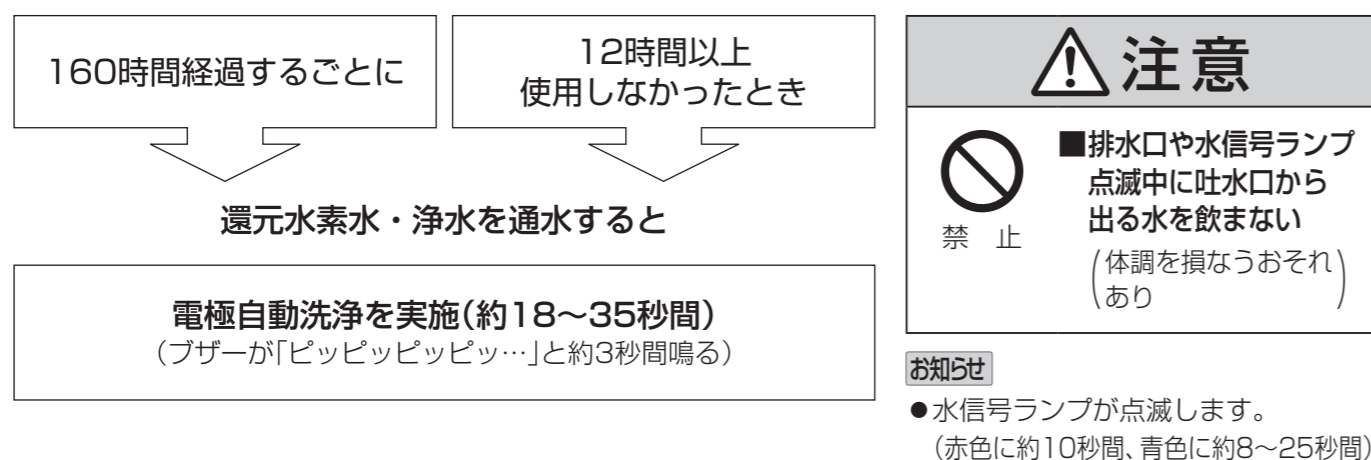 160時間経過するごとに
12時間以上
使用しなかったとき
還元水素水・浄水を通水すると
電極自動洗浄を実施(約18〜35秒間)
(ブザーが「ピッピッピッピッ…」と約3秒間鳴る)
注意
禁 止
■排水口や水信号ランプ
点滅中に吐水口から
出る水を飲まない
(体調を損なうおそれ
あり)
お知らせ
●水信号ランプが点滅します。
(赤色に約10秒間、青色に約8〜25秒間)